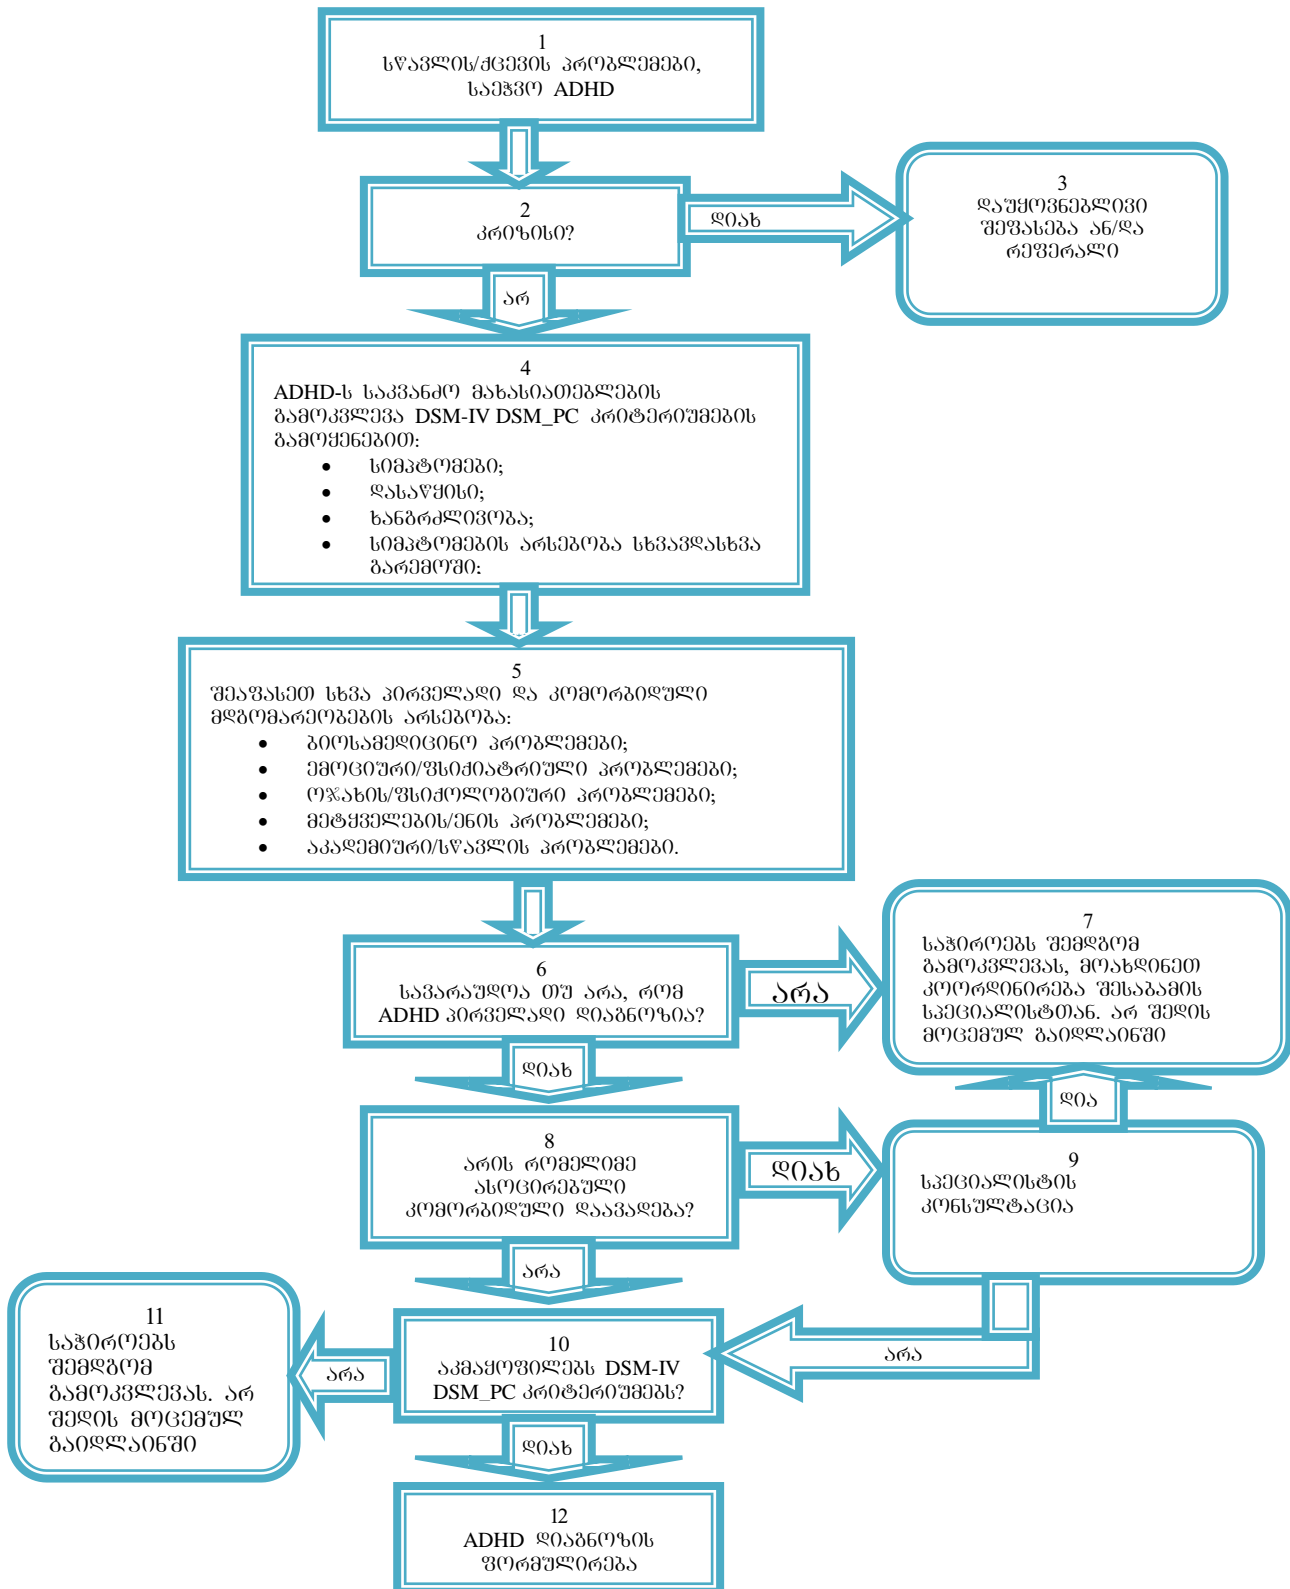 1
სწავლის/ქცევის პრობლემები,
საეჭვო ADHD
2
კრიზისი?
დიახ
3
დაუყოვნებლივი
შეფასება ან/და
რეფერალი
არ
4
ADHD-ს საკვანძო მახასიათებლების
გამოკვლევა DSM-IV DSM_PC კრიტერიუმების
გამოყენებით:
• სიმპტომები;
• დასაწყისი;
• ხანგრძლივობა;
• სიმპტომების არსებობა სხვავდასხვა
გარემოში;
5
შეაფასეთ სხვა პირველადი და კომორბიდული
მდგომარეობების არსებობა:
• ბიოსამედიცინო პრობლემები;
• ემოციური/ფსიქიატრიული პრობლემები;
• ოჯახის/ფსიქოლოგიური პრობლემები;
• მეტყველების/ენის პრობლემები;
• აკადემიური/სწავლის პრობლემები.
6
სავარაუდოა თუ არა, რომ
ADHD პირველადი დიაგნოზია?
არა
7
საჭიროებს შემდგომ
გამოკვლევას, მოახდინეთ
კოორდინირება შესაბამის
სპეციალისტთან. არ შედის
მოცემულ გაიდლაინში
დიახ
დია
8
არის რომელიმე
ასოცირებული
კომორბიდული დაავადება?
დიახ
9
სპეციალისტის
კონსულტაცია
არა
11
საჭიროებს
შემდგომ
გამოკვლევას. არ
შედის მოცემულ
გაიდლაინში
არა
10
აკმაყოფილებს DSM-IV
DSM_PC კრიტერიუმებს?
არა
დიახ
12
ADHD დიაგნოზის
ფორმულირება